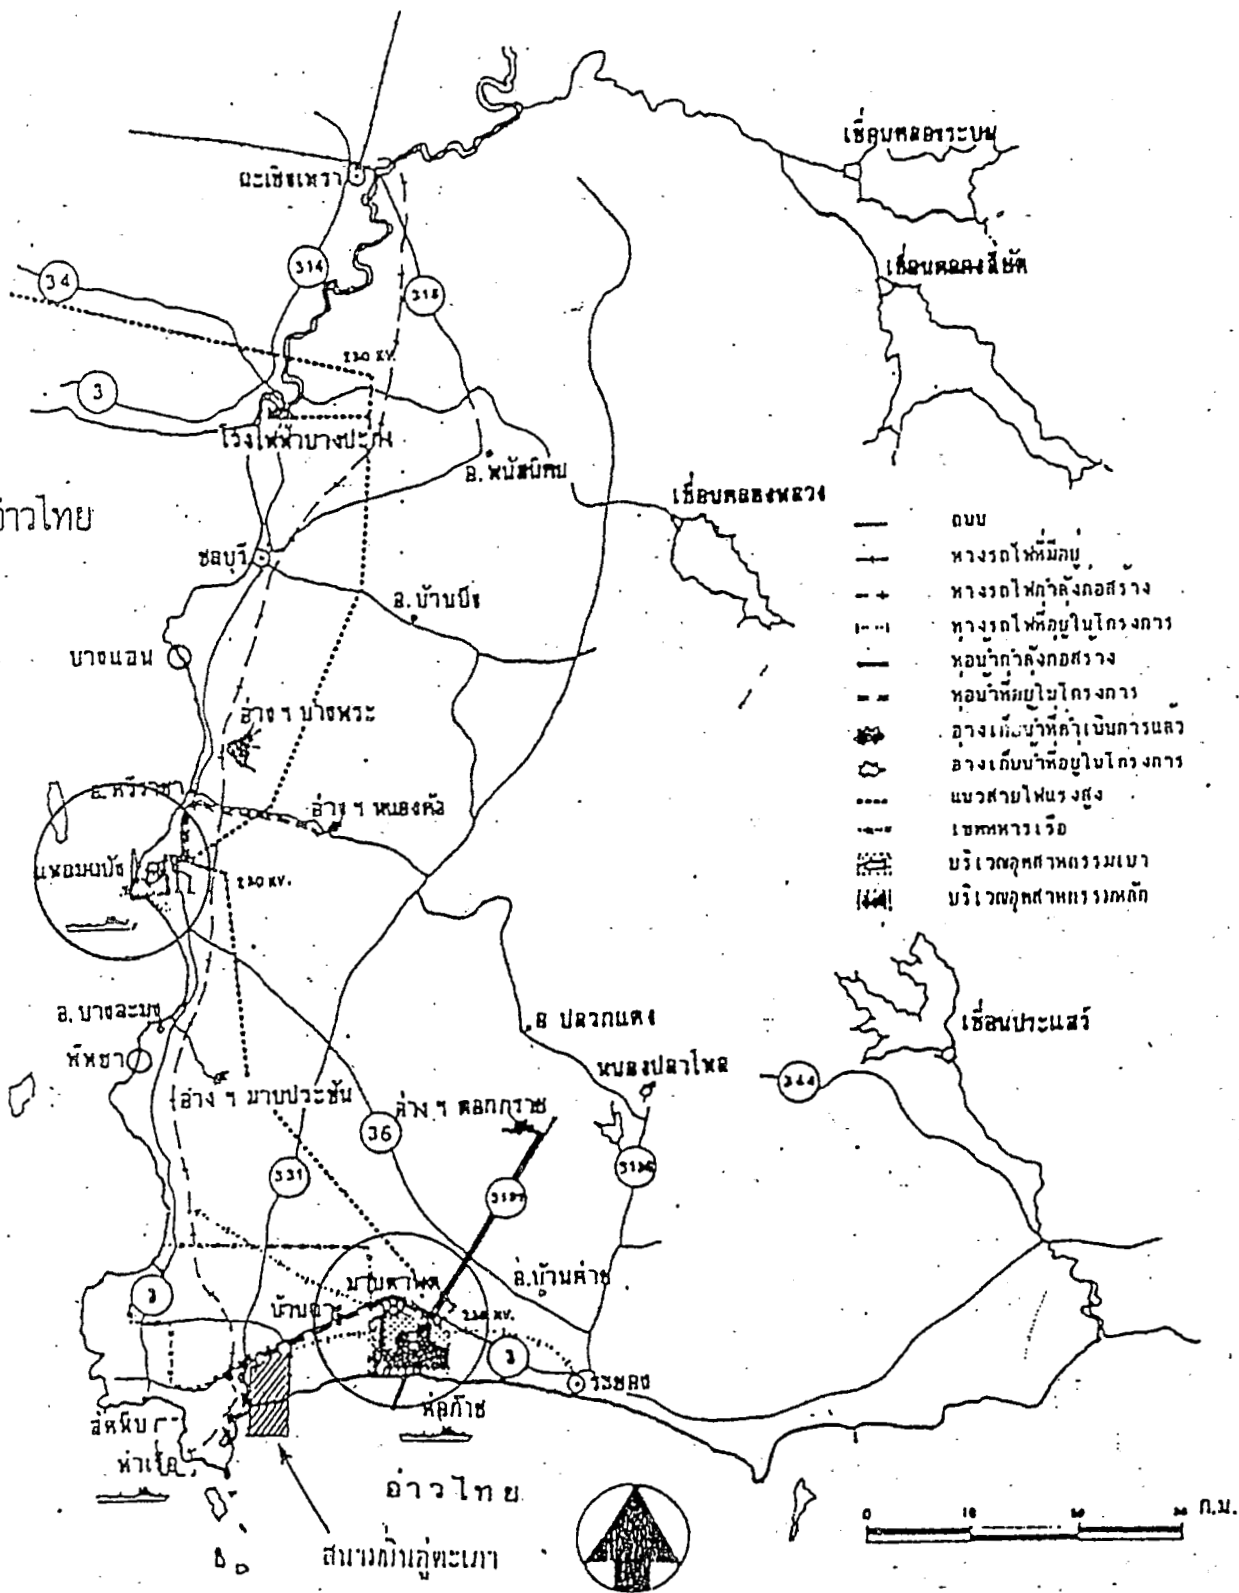 เขื่อนคลองระบม
ฉะเชิงเทรา
314
เขื่อนคลองสียัด
34
315
230 KV.
3
โรงไฟฟ้าบางปะกง
อ. พนัสนิคม
เขื่อนคลองหลวง
อ่าวไทย
ถนน
ชลบุรี
ทางรถไฟที่มีอยู่
ทางรถไฟกำลังก่อสร้าง
อ. บ้านบึง
ทางรถไฟที่อยู่ในโครงการ
บางแสน
ท่อน้ำกำลังก่อสร้าง
ท่อน้ำที่อยู่ในโครงการ
อ่าง ฯ บางพระ
อ่างเก็บน้ำที่ดำเนินการแล้ว
อ่างเก็บน้ำที่อยู่ในโครงการ
อ. ศรีราชา
อ่าง ฯ หนองค้อ
แนวสายไฟแรงสูง
เขตทหารเรือ
แหลมฉบัง
230 KV.
บริเวณอุตสาหกรรมเบา
บริเวณอุตสาหกรรมหลัก
อ. บางละมุง
อ ปลวกแดง
เขื่อนประแสร์
พัทยา
หนองปลาไหล
344
อ่าง ฯ มาบประชัน
อ่าง ฯ ดอกกราย
36
331
3191
มาบตาพุด
อ. บ้านค่าย
3
บ้านฉาง
230 KV.
3
ระยอง
สัตหีบ
ท่อก๊าซ
ท่าเรือ
อ่าวไทย
0 10 20 30 ก.ม.
สนามบินอู่ตะเภา